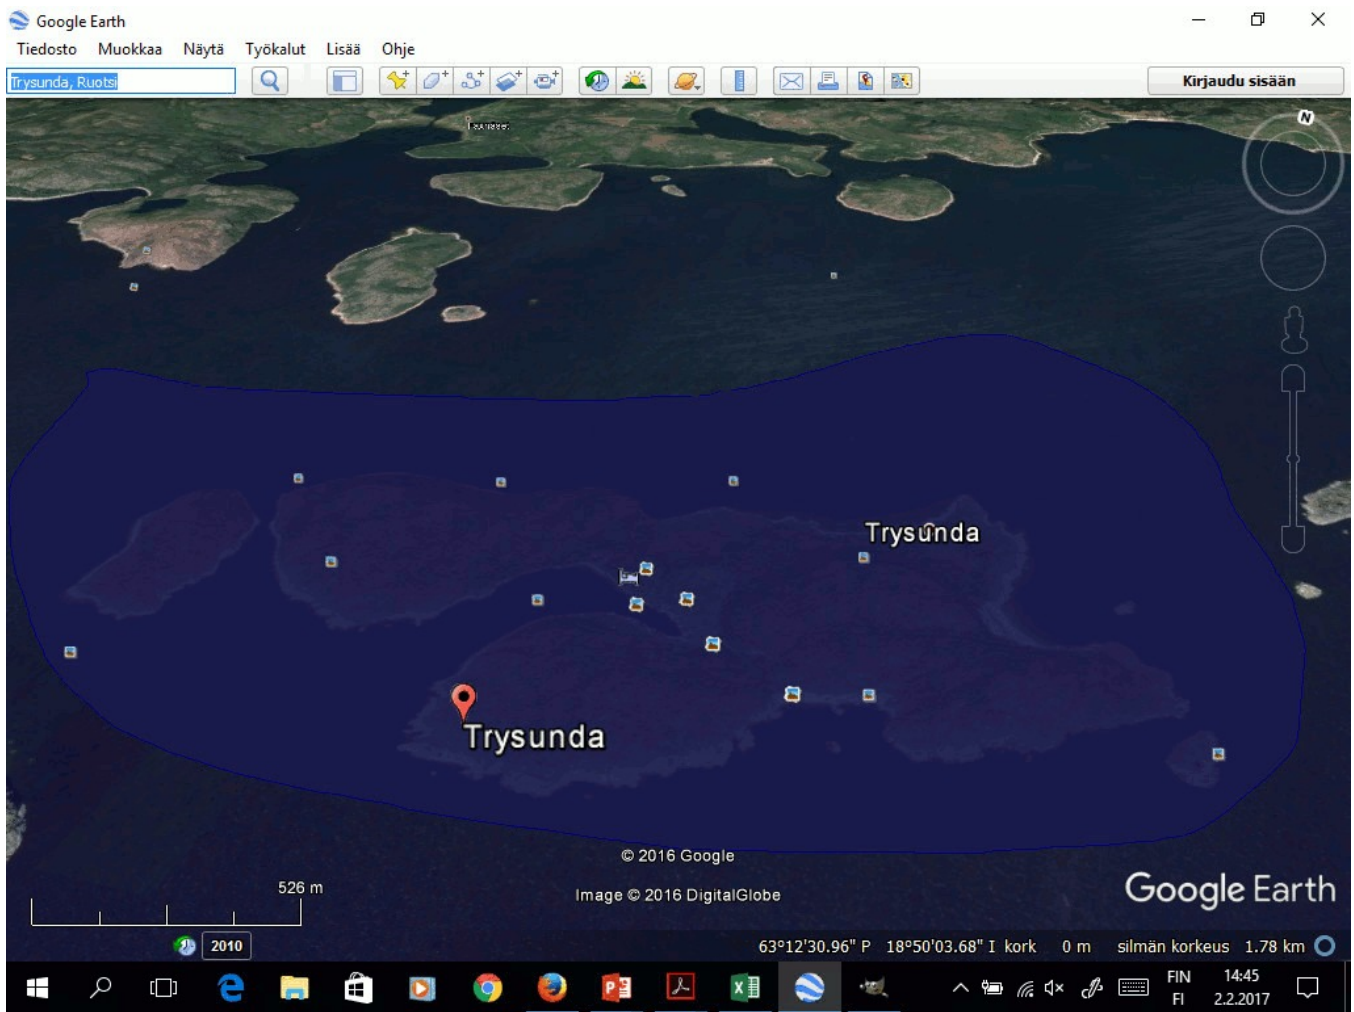 Google Earth
Tiedosto Muokkaa Näytä Työkalut Lisää Ohje
Trysunda, Ruotsi
Kirjaudu sisään
N
Trysunda
Trysunda
© 2016 Google
526 m
Image © 2016 DigitalGlobe
Google Earth
2010
63°12'30.96" P 18°50'03.68" I kork 0 m silmän korkeus 1.78 km
FIN 14:45
FI 2.2.2017